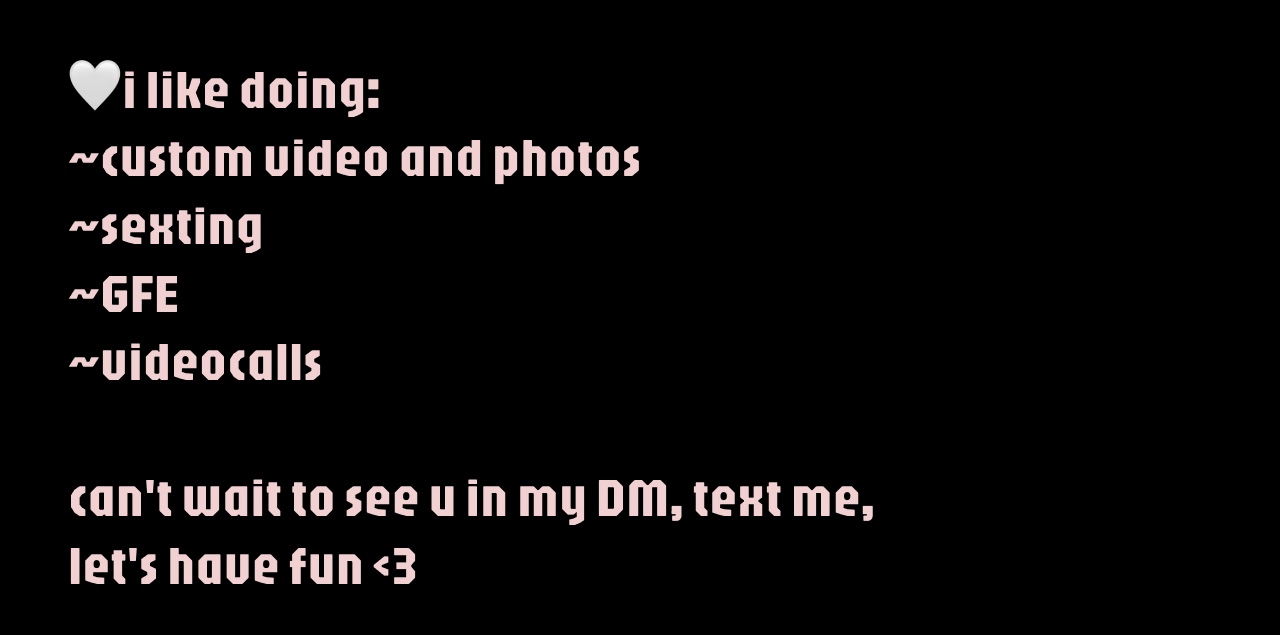 🤍i like doing:
~custom video and photos
~sexting
~GFE
~videocalls
can't wait to see u in my DM, text me,
let's have fun <3